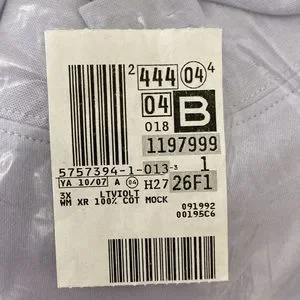 2 444 04 4
04 B
018
1197999
5757394-1-013-3 1
YA 10/07 A 04 H27 26F1
3X LTVIOLT
WM XR 100% COT MOCK
091992
00195C6